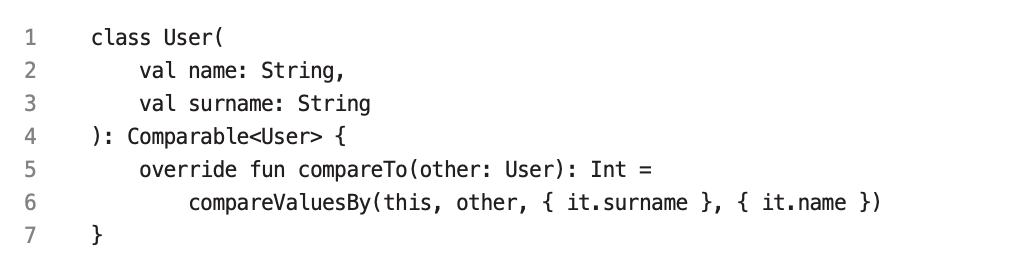 1 class User(
2     val name: String,
3     val surname: String
4 ): Comparable<User> {
5     override fun compareTo(other: User): Int =
6         compareValuesBy(this, other, { it.surname }, { it.name })
7 }